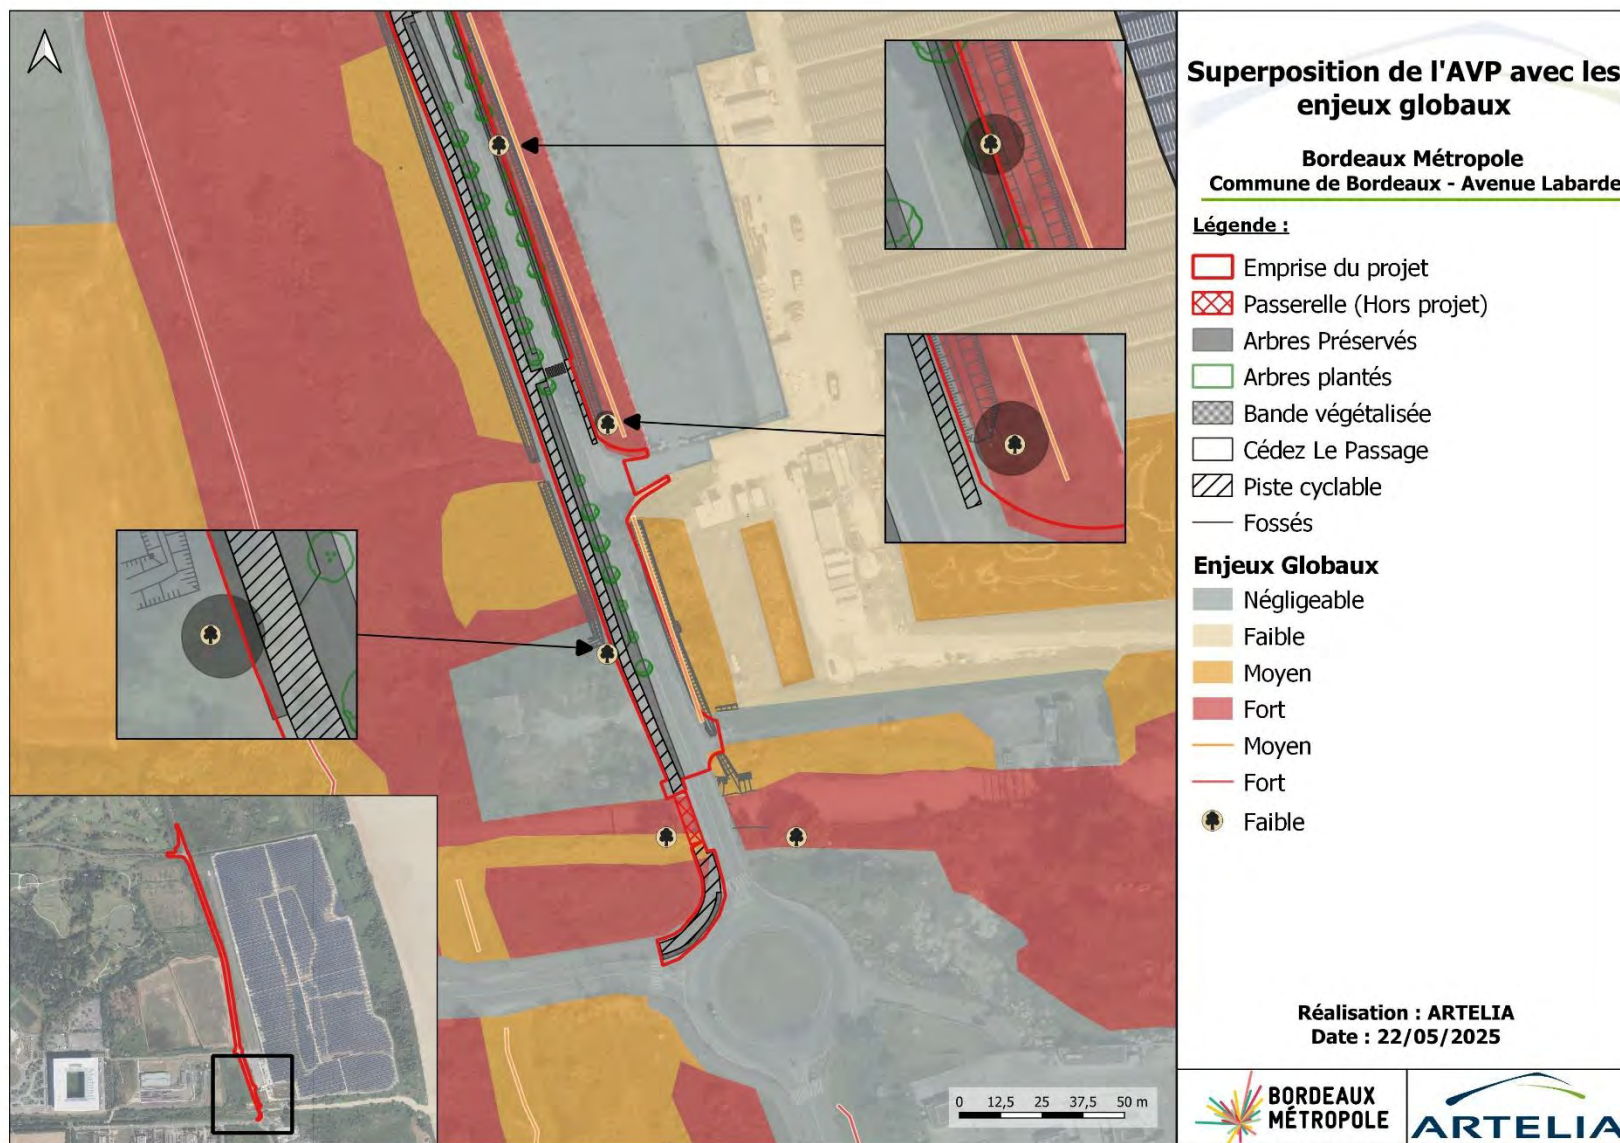 Superposition de l'AVP avec les
enjeux globaux
Bordeaux Métropole
Commune de Bordeaux - Avenue Labarde
Légende :
Emprise du projet
Passerelle (Hors projet)
Arbres Préservés
Arbres plantés
Bande végétalisée
Cédez Le Passage
Piste cyclable
Fossés
Enjeux Globaux
Négligeable
Faible
Moyen
Fort
Moyen
Fort
Faible
Réalisation : ARTELIA
Date : 22/05/2025
0 12,5 25 37,5 50 m
BORDEAUX
MÉTROPOLE
ARTELIA